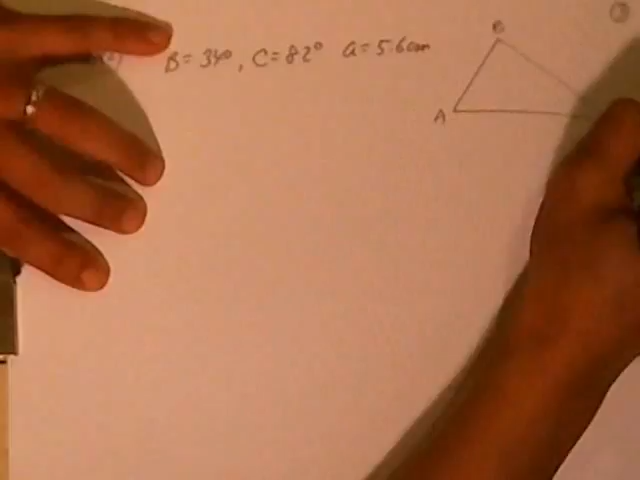 B = 34°, C = 82° a = 5.6cm
B
A